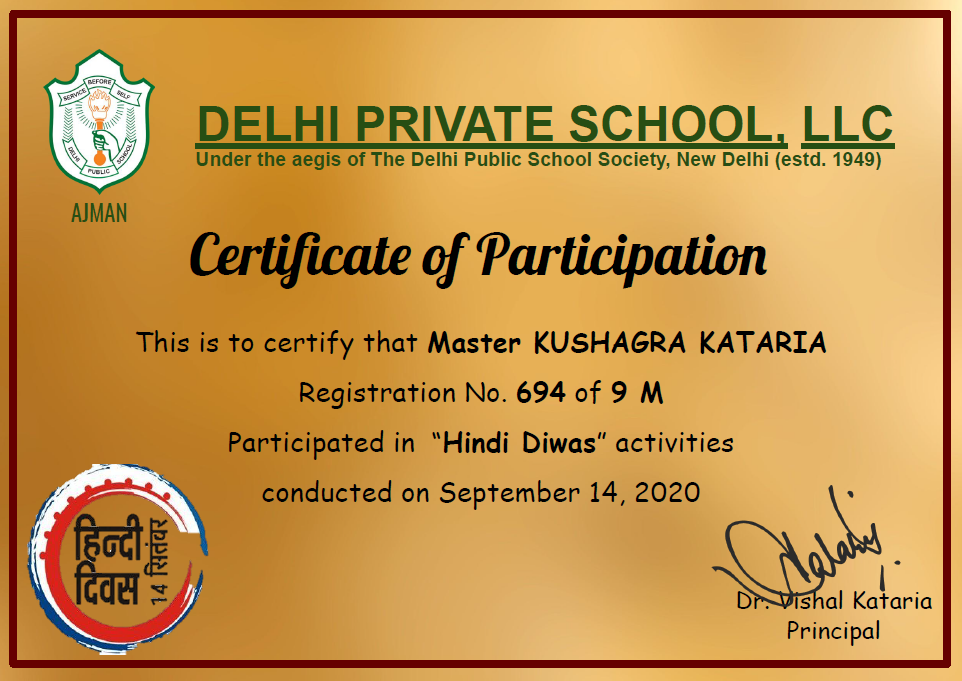 SERVICE BEFORE SELF
DELHI PUBLIC SCHOOL
AJMAN
DELHI PRIVATE SCHOOL, LLC
Under the aegis of The Delhi Public School Society, New Delhi (estd. 1949)
Certificate of Participation
This is to certify that Master KUSHAGRA KATARIA
Registration No. 694 of 9 M
Participated in "Hindi Diwas" activities
conducted on September 14, 2020
हिन्दी
दिवस
14 सितंबर
Dr. Vishal Kataria
Principal